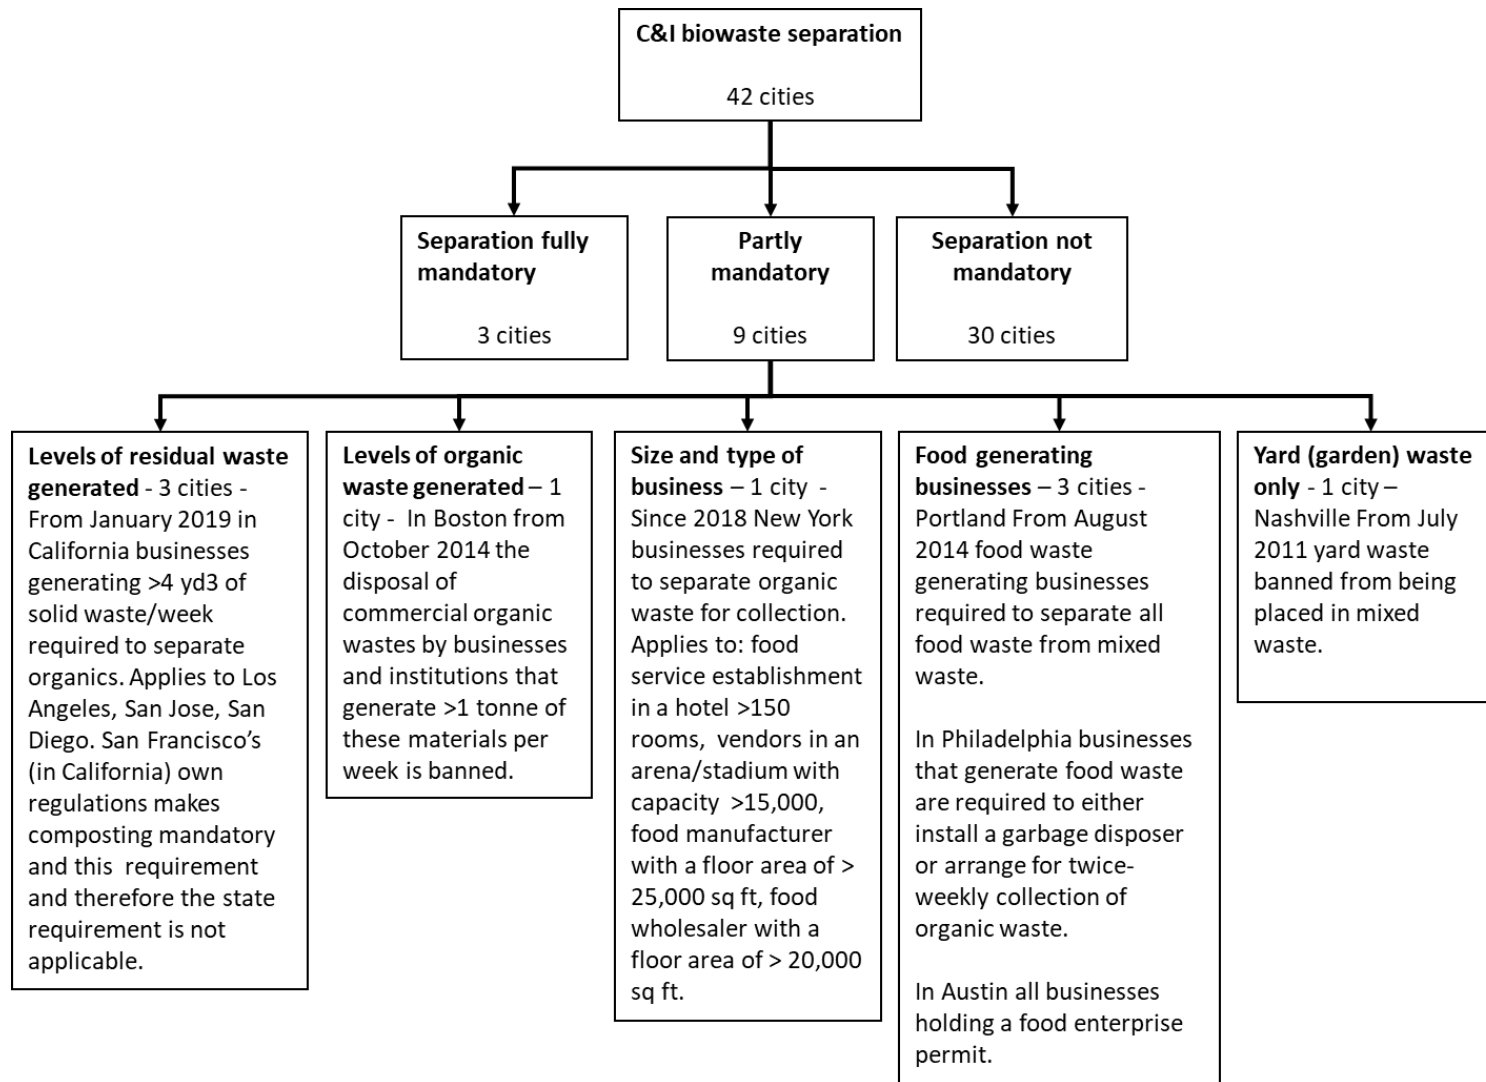 C&I biowaste separation
42 cities
Separation fully
mandatory
3 cities
Partly
mandatory
9 cities
Separation not
mandatory
30 cities
Levels of residual waste
generated - 3 cities -
From January 2019 in
California businesses
generating >4 yd3 of
solid waste/week
required to separate
organics. Applies to Los
Angeles, San Jose, San
Diego. San Francisco's
(in California) own
regulations makes
composting mandatory
and this requirement
and therefore the state
requirement is not
applicable.
Levels of organic
waste generated – 1
city - In Boston from
October 2014 the
disposal of
commercial organic
wastes by businesses
and institutions that
generate >1 tonne of
these materials per
week is banned.
Size and type of
business – 1 city -
Since 2018 New York
businesses required
to separate organic
waste for collection.
Applies to: food
service establishment
in a hotel >150
rooms, vendors in an
arena/stadium with
capacity >15,000,
food manufacturer
with a floor area of >
25,000 sq ft, food
wholesaler with a
floor area of > 20,000
sq ft.
Food generating
businesses – 3 cities -
Portland From August
2014 food waste
generating businesses
required to separate all
food waste from mixed
waste.
In Philadelphia businesses
that generate food waste
are required to either
install a garbage disposer
or arrange for twice-
weekly collection of
organic waste.
In Austin all businesses
holding a food enterprise
permit.
Yard (garden) waste
only - 1 city –
Nashville From July
2011 yard waste
banned from being
placed in mixed
waste.